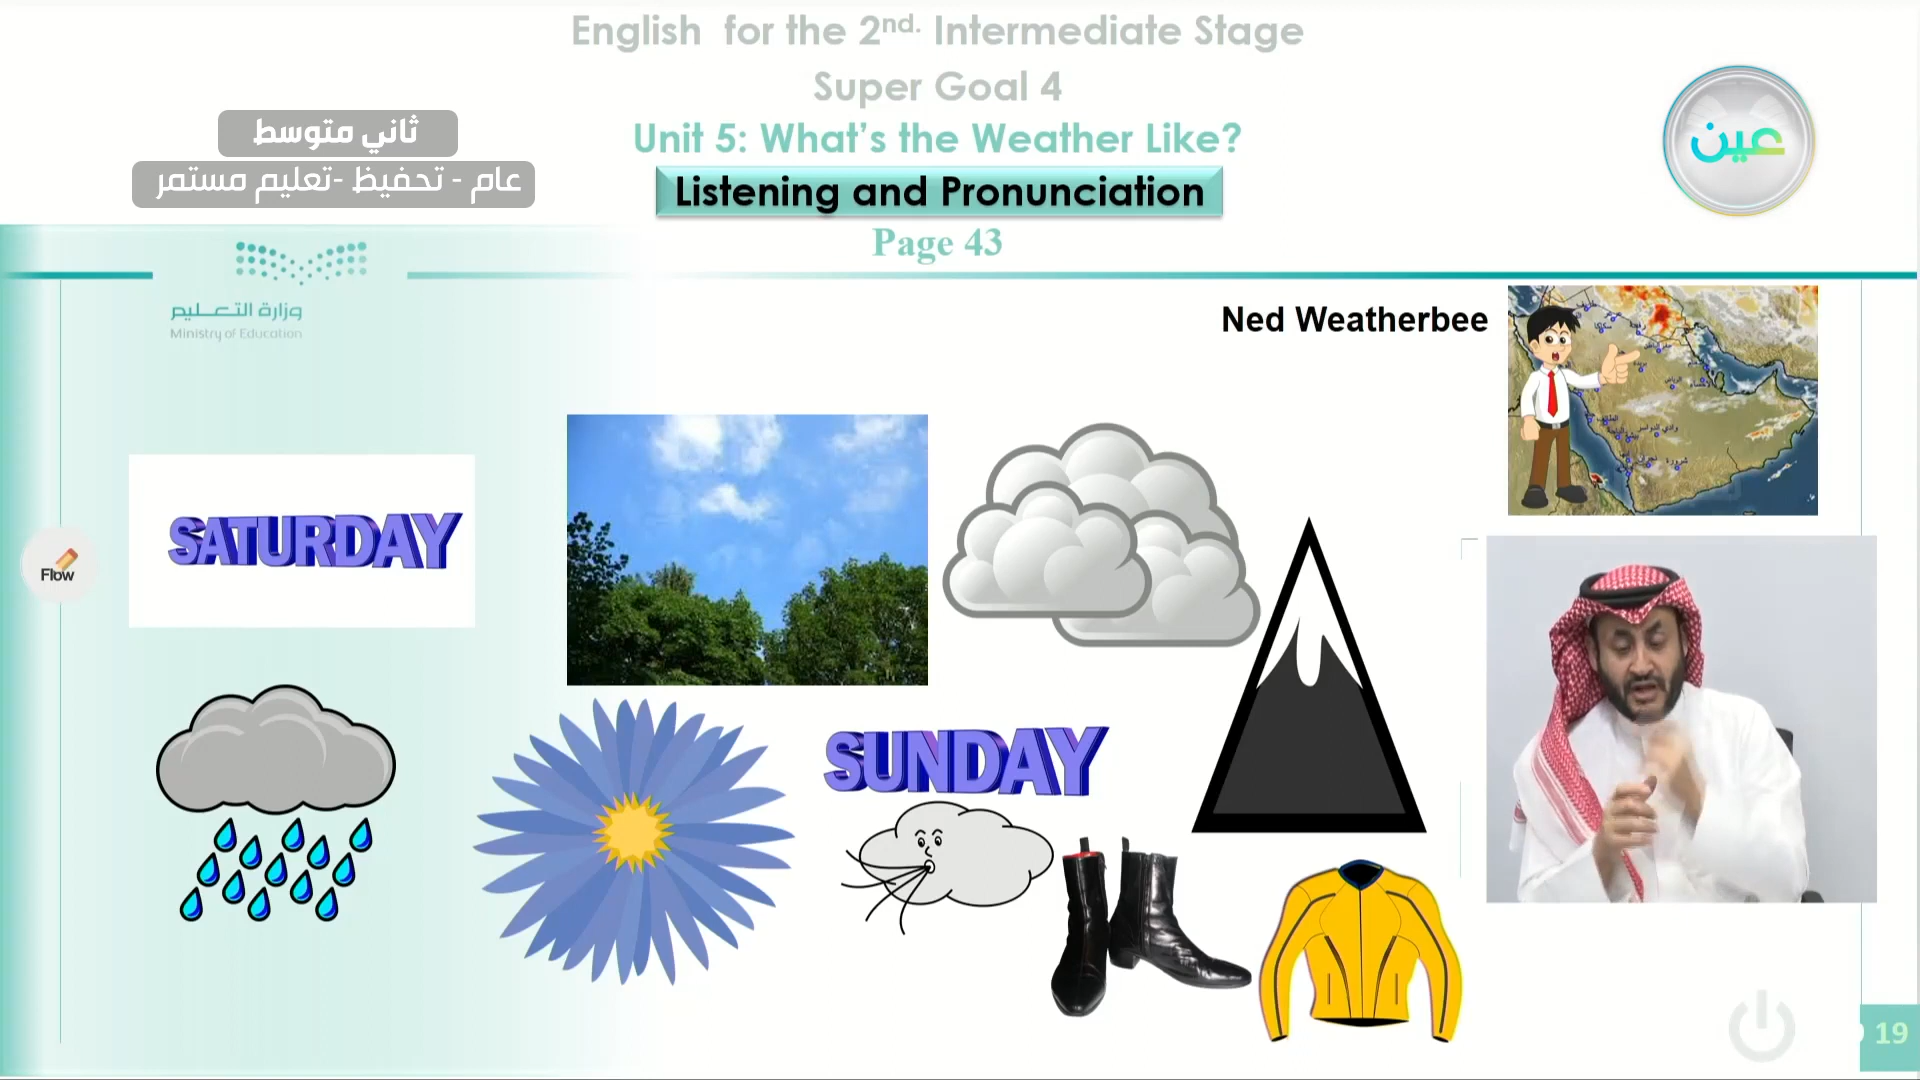 English for the 2nd. Intermediate Stage
Super Goal 4
Unit 5: What's the Weather Like?
Listening and Pronunciation
Page 43
ثاني متوسط
عام - تحفيظ -تعليم مستمر
عين
وزارة التعليم
Ministry of Education
Ned Weatherbee
SATURDAY
Flow
SUNDAY
19